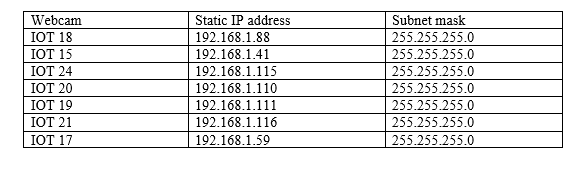 Webcam Static IP address Subnet mask
IOT 18 192.168.1.88 255.255.255.0
IOT 15 192.168.1.41 255.255.255.0
IOT 24 192.168.1.115 255.255.255.0
IOT 20 192.168.1.110 255.255.255.0
IOT 19 192.168.1.111 255.255.255.0
IOT 21 192.168.1.116 255.255.255.0
IOT 17 192.168.1.59 255.255.255.0